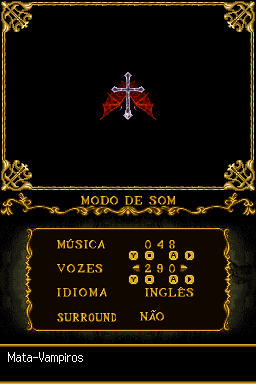 MODO DE SOM
MÚSICA 048
Y O A D
VOZES 290
Y O A D
IDIOMA INGLÊS
SURROUND NÃO
Mata-Vampiros